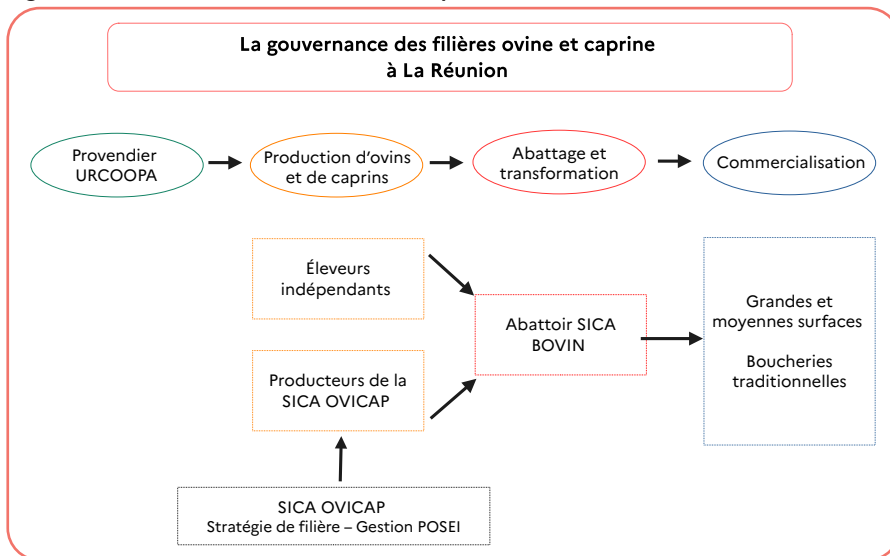 La gouvernance des filières ovine et caprine
à La Réunion
Provendier
URCOOPA
Production d'ovins
et de caprins
Abattage et
transformation
Commercialisation
Éleveurs
indépendants
Producteurs de la
SICA OVICAP
Abattoir SICA
BOVIN
Grandes et
moyennes surfaces
Boucheries
traditionnelles
SICA OVICAP
Stratégie de filière – Gestion POSEI